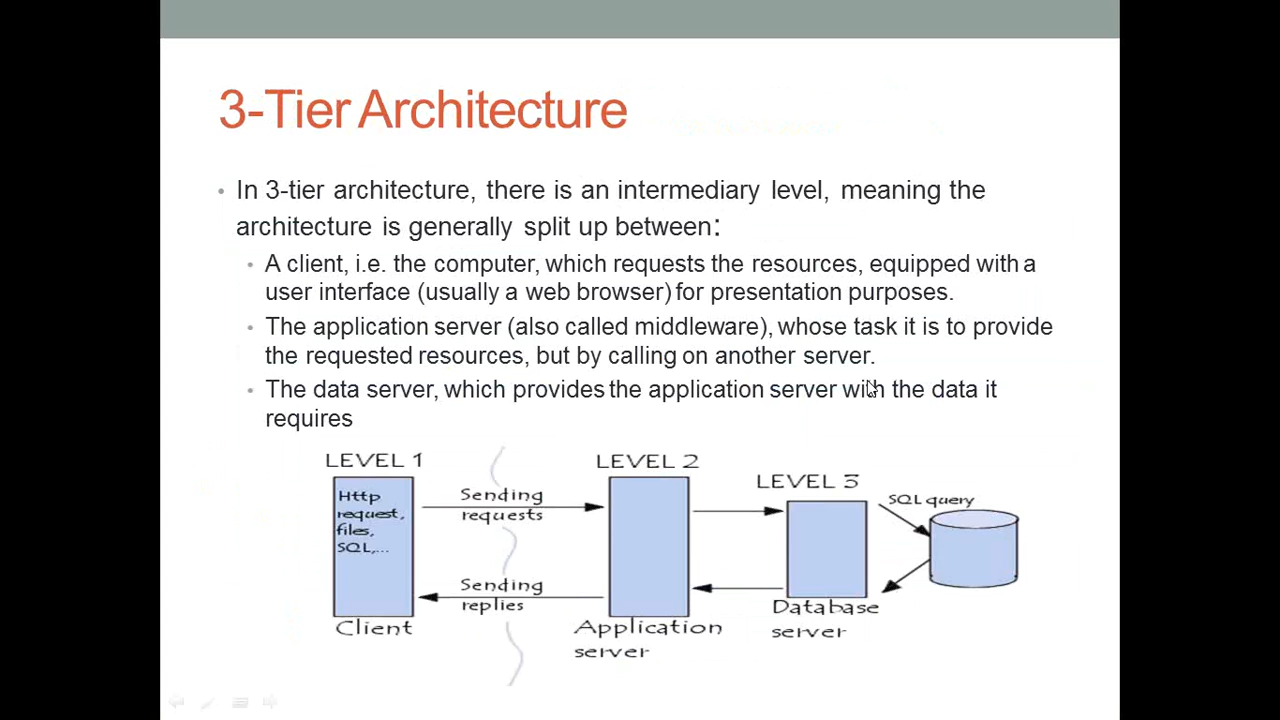 3-Tier Architecture
• In 3-tier architecture, there is an intermediary level, meaning the
architecture is generally split up between:
• A client, i.e. the computer, which requests the resources, equipped with a
user interface (usually a web browser) for presentation purposes.
• The application server (also called middleware), whose task it is to provide
the requested resources, but by calling on another server.
• The data server, which provides the application server with the data it
requires
LEVEL 1
Http
request,
files,
SQL,...
Client
Sending
requests
Sending
replies
LEVEL 2
Application
server
LEVEL 3
Database
server
SQL query